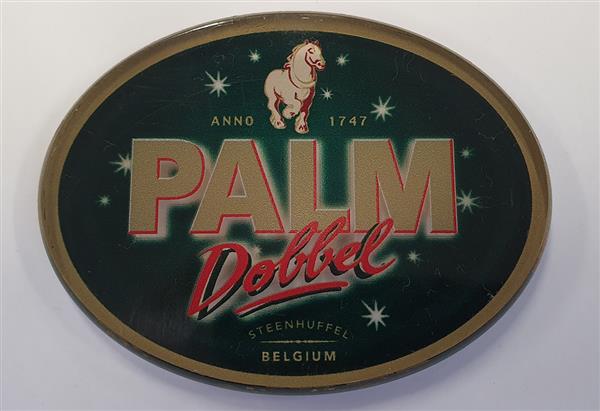 ANNO 1747
PALM
Dobbel
STEENHUFFEL
BELGIUM